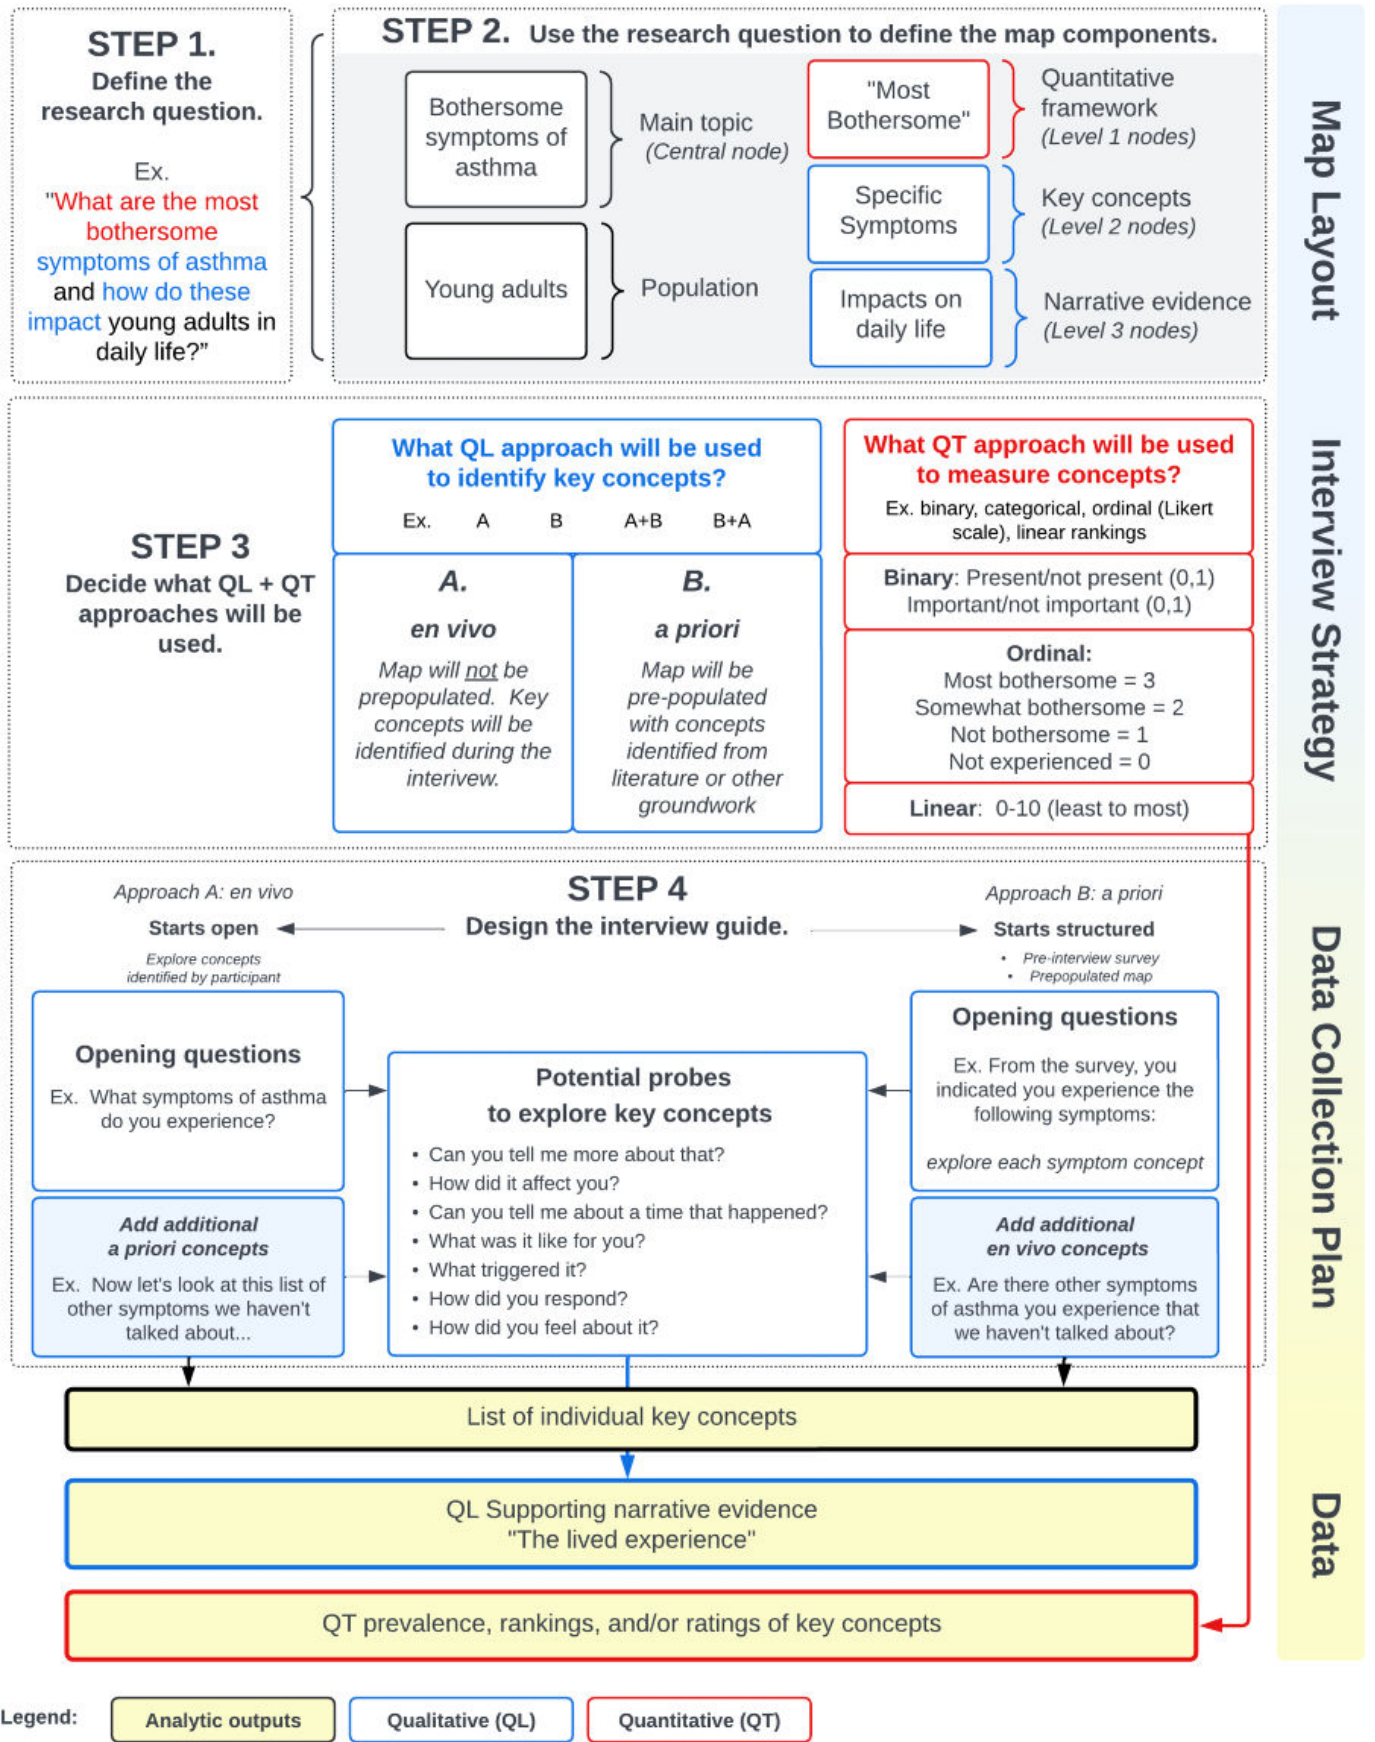 STEP 1.
Define the
research question.
Ex.
"What are the most
bothersome
symptoms of asthma
and how do these
impact young adults in
daily life?”
STEP 2. Use the research question to define the map components.
Bothersome
symptoms of
asthma
Main topic
(Central node)
Young adults
Population
"Most
Bothersome"
Quantitative
framework
(Level 1 nodes)
Specific
Symptoms
Key concepts
(Level 2 nodes)
Impacts on
daily life
Narrative evidence
(Level 3 nodes)
Map Layout
STEP 3
Decide what QL + QT
approaches will be
used.
What QL approach will be used
to identify key concepts?
Ex. A B A+B B+A
A.
en vivo
Map will not be
prepopulated. Key
concepts will be
identified during the
interivew.
B.
a priori
Map will be
pre-populated
with concepts
identified from
literature or other
groundwork
What QT approach will be used
to measure concepts?
Ex. binary, categorical, ordinal (Likert
scale), linear rankings
Binary: Present/not present (0,1)
Important/not important (0,1)
Ordinal:
Most bothersome = 3
Somewhat bothersome = 2
Not bothersome = 1
Not experienced = 0
Linear: 0-10 (least to most)
Interview Strategy
STEP 4
Design the interview guide.
Approach A: en vivo
Starts open
Explore concepts
identified by participant
Approach B: a priori
Starts structured
• Pre-interview survey
• Prepopulated map
Opening questions
Ex. What symptoms of asthma
do you experience?
Add additional
a priori concepts
Ex. Now let's look at this list of
other symptoms we haven't
talked about...
Potential probes
to explore key concepts
• Can you tell me more about that?
• How did it affect you?
• Can you tell me about a time that happened?
• What was it like for you?
• What triggered it?
• How did you respond?
• How did you feel about it?
Opening questions
Ex. From the survey, you
indicated you experience the
following symptoms:
explore each symptom concept
Add additional
en vivo concepts
Ex. Are there other symptoms
of asthma you experience that
we haven't talked about?
Data Collection Plan
List of individual key concepts
QL Supporting narrative evidence
"The lived experience"
QT prevalence, rankings, and/or ratings of key concepts
Data
Legend:
Analytic outputs
Qualitative (QL)
Quantitative (QT)